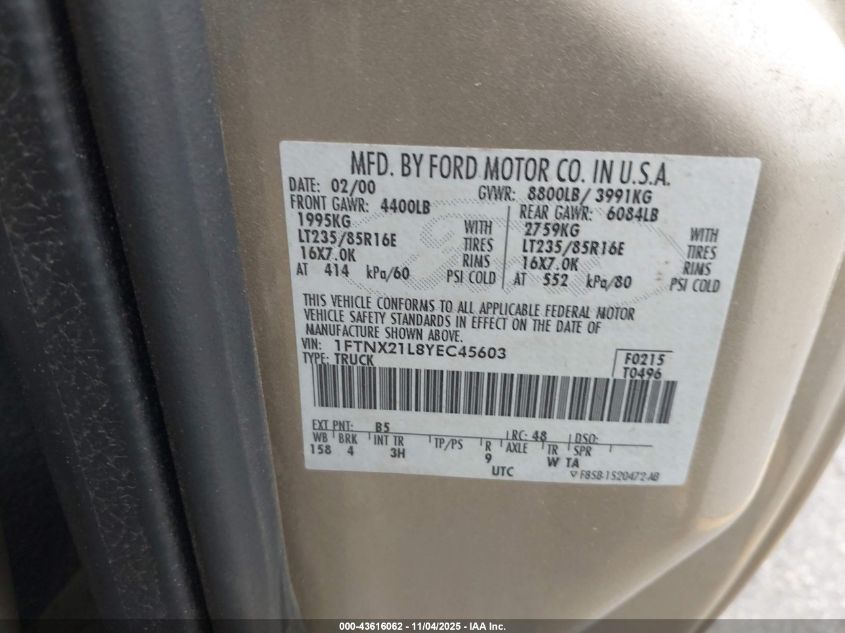 MFD. BY FORD MOTOR CO. IN U.S.A.
DATE: 02/00 GVWR: 8800LB/ 3991KG
FRONT GAWR: 4400LB REAR GAWR: 6084LB
1995KG WITH 2759KG WITH
LT235/85R16E TIRES LT235/85R16E TIRES
16X7.0K RIMS 16X7.0K RIMS
AT 414 kPa/60 PSI COLD AT 552 kPa/80 PSI COLD
THIS VEHICLE CONFORMS TO ALL APPLICABLE FEDERAL MOTOR
VEHICLE SAFETY STANDARDS IN EFFECT ON THE DATE OF
MANUFACTURE SHOWN ABOVE.
VIN: 1FTNX21L8YEC45603 F0215
TYPE: TRUCK T0496
EXT PNT: B5 RC: 48 DSO:
WB BRK INT TR TP/PS R AXLE TR SPR
158 4 3H 9 W TA
UTC F85B-1520472-AB
000-43616062 - 11/04/2025 - IAA Inc.